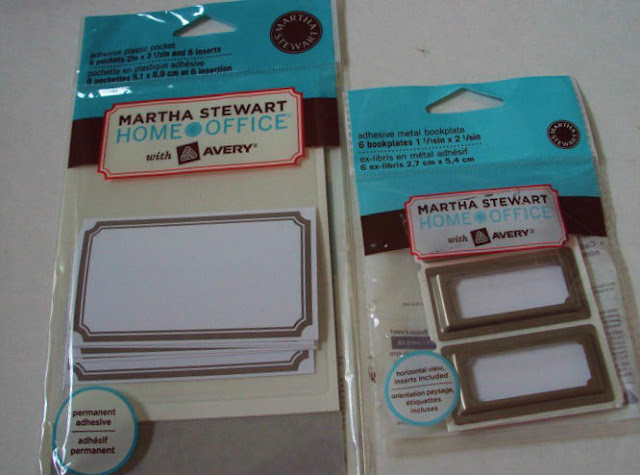 adhesive plastic pocket
6 pockets 2in x 3 1/2in and 6 inserts
pochette en plastique adhésive
6 pochettes 5,1 x 8,9 cm et 6 insertion
MARTHA
STEWART
MARTHA STEWART
HOME OFFICE
with AVERY®
permanent
adhesive
adhésif
permanent
adhesive metal bookplate
6 bookplates 1 1/16in x 2 1/8in
ex-libris en métal adhésif
6 ex-libris 2,7 cm x 5,4 cm
MARTHA
STEWART
MARTHA STEWART
HOME OFFICE
with AVERY®
horizontal view,
inserts included
orientation paysage,
étiquettes
incluses